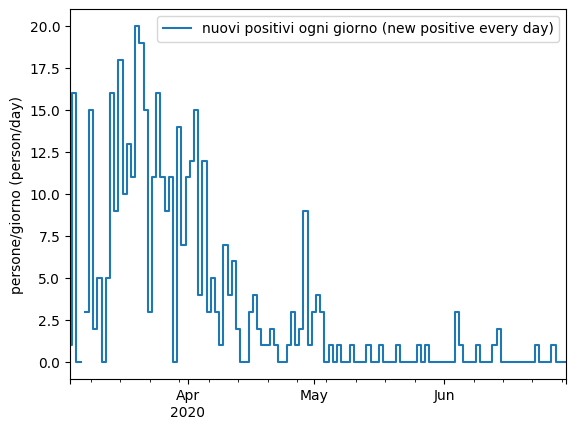 nuovi positivi ogni giorno (new positive every day)
persone/giorno (person/day)
20.0
17.5
15.0
12.5
10.0
7.5
5.0
2.5
0.0
Apr
2020
May
Jun